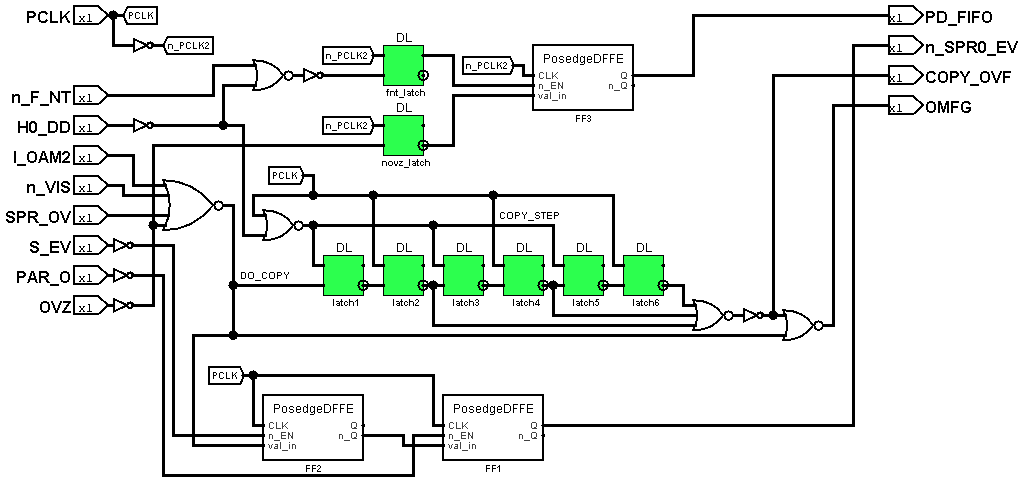 PCLK x1 PCLK
x1 PD_FIFO
n_PCLK2
x1 n_SPR0_EV
DL
n_PCLK2
n_PCLK2
PosedgeDFFE
CLK Q
n_EN n_Q
val_in
FF3
x1 COPY_OVF
n_F_NT x1
fnt_latch
x1 OMFG
DL
H0_DD x1
n_PCLK2
novz_latch
I_OAM2 x1
PCLK
n_VIS x1
SPR_OV x1
COPY_STEP
S_EV x1
DL DL DL DL DL DL
PAR_O x1
DO_COPY
latch1 latch2 latch3 latch4 latch5 latch6
OVZ x1
PCLK
PosedgeDFFE PosedgeDFFE
CLK Q CLK Q
n_EN n_Q n_EN n_Q
val_in val_in
FF2 FF1